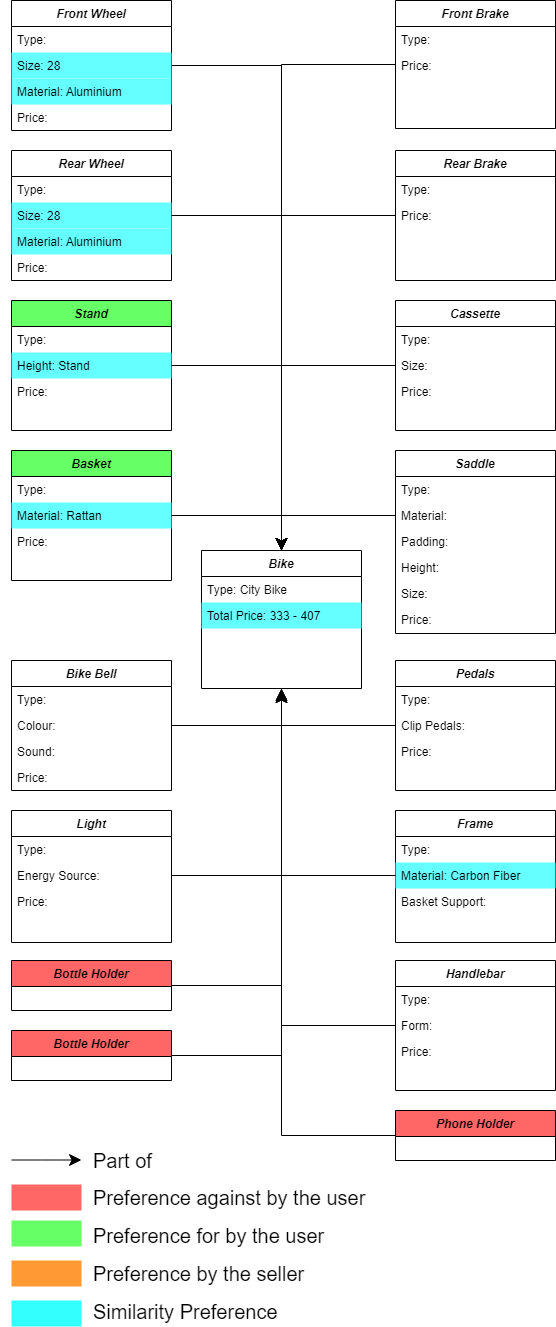 Front Wheel
Type:
Size: 28
Material: Aluminium
Price:
Front Brake
Type:
Price:
Rear Wheel
Type:
Size: 28
Material: Aluminium
Price:
Rear Brake
Type:
Price:
Stand
Type:
Height: Stand
Price:
Cassette
Type:
Size:
Price:
Basket
Type:
Material: Rattan
Price:
Saddle
Type:
Material:
Padding:
Height:
Size:
Price:
Bike
Type: City Bike
Total Price: 333 - 407
Bike Bell
Type:
Colour:
Sound:
Price:
Pedals
Type:
Clip Pedals:
Price:
Light
Type:
Energy Source:
Price:
Frame
Type:
Material: Carbon Fiber
Basket Support:
Bottle Holder
Bottle Holder
Handlebar
Type:
Form:
Price:
Phone Holder
Part of
Preference against by the user
Preference for by the user
Preference by the seller
Similarity Preference